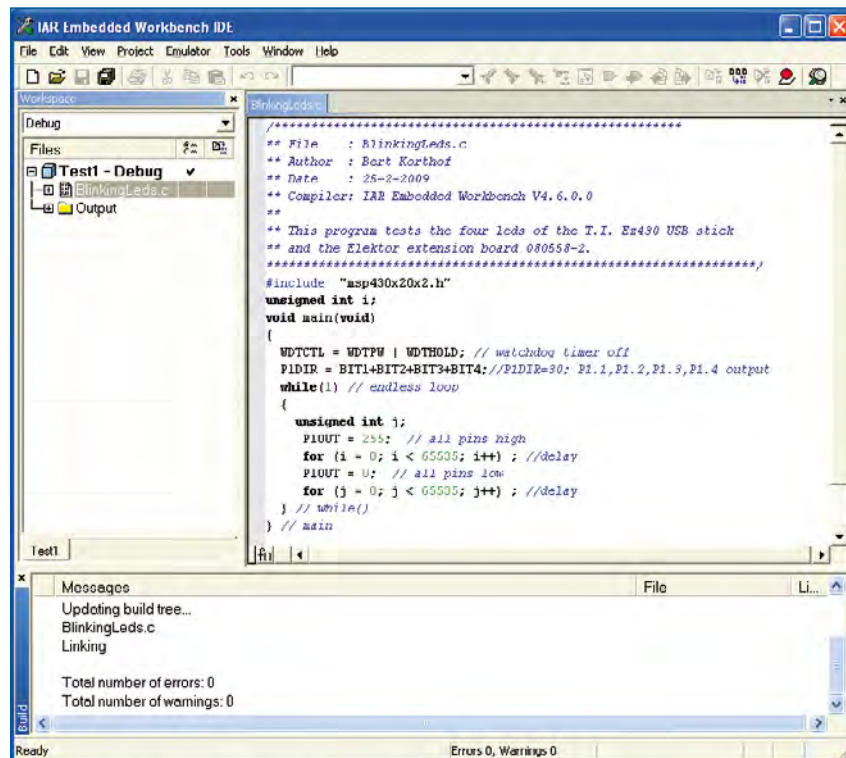 IAR Embedded Workbench IDE
File Edit View Project Emulator Tools Window Help
Workspace
BlinkingLeds.c
Debug
Files
Test1 - Debug
BlinkingLeds.c
Output
Test1
/***************************************************************
** File : BlinkingLeds.c
** Author : Bert Korthof
** Date : 25-2-2009
** Compiler: IAR Embedded Workbench V4.6.0.0
**
** This program tests the four leds of the T.I. Ez430 USB stick
** and the Elektor extension board 080558-2.
***************************************************************************/
#include "msp430x20x2.h"
unsigned int i;
void main(void)
{
WDTCTL = WDTPW | WDTHOLD; // watchdog timer off
P1DIR = BIT1+BIT2+BIT3+BIT4;//P1DIR=30; P1.1,P1.2,P1.3,P1.4 output
while(1) // endless loop
{
unsigned int j;
P1OUT = 255; // all pins high
for (i = 0; i < 65535; i++) ; //delay
P1OUT = 0; // all pins low
for (j = 0; j < 65535; j++) ; //delay
} // while()
} // main
Messages File Li...
Updating build tree...
BlinkingLeds.c
Linking
Total number of errors: 0
Total number of warnings: 0
Build
Ready Errors 0, Warnings 0